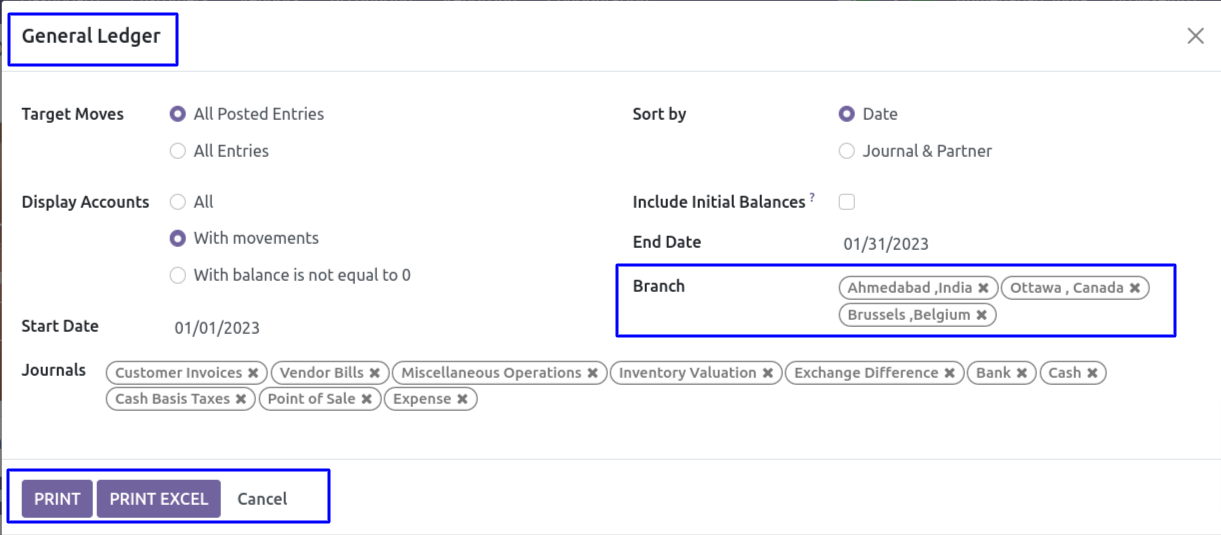 General Ledger
Target Moves All Posted Entries Sort by Date
All Entries Journal & Partner
Display Accounts All Include Initial Balances ?
With movements End Date 01/31/2023
With balance is not equal to 0 Branch Ahmedabad ,India ✖ Ottawa , Canada ✖
Brussels ,Belgium ✖
Start Date 01/01/2023
Journals Customer Invoices ✖ Vendor Bills ✖ Miscellaneous Operations ✖ Inventory Valuation ✖ Exchange Difference ✖ Bank ✖ Cash ✖
Cash Basis Taxes ✖ Point of Sale ✖ Expense ✖
PRINT PRINT EXCEL Cancel